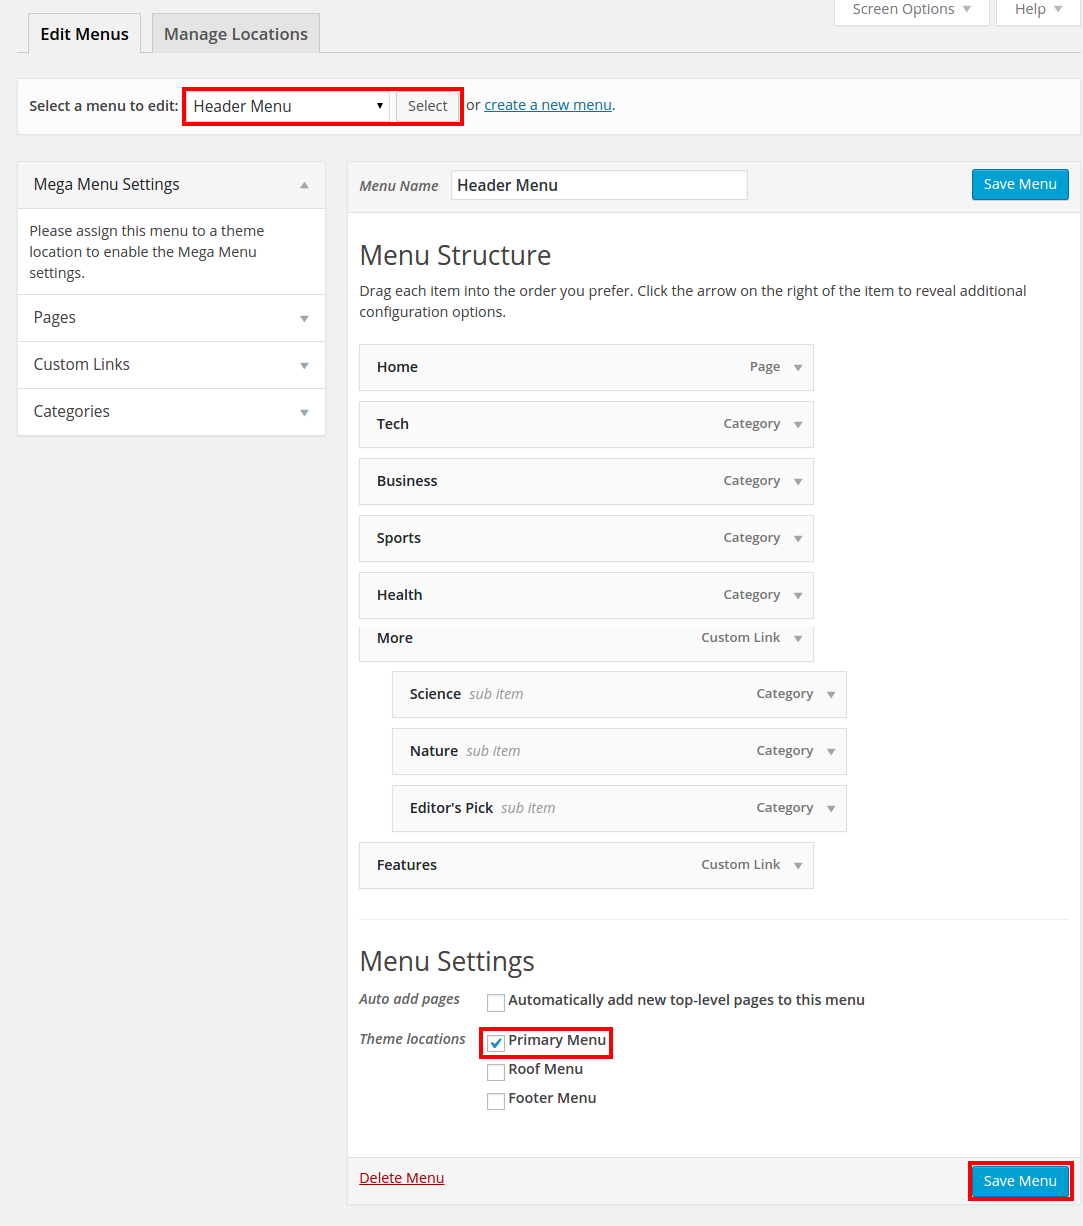 Screen Options Help
Edit Menus Manage Locations
Select a menu to edit: Header Menu Select or create a new menu.
Mega Menu Settings
Please assign this menu to a theme
location to enable the Mega Menu
settings.
Pages
Custom Links
Categories
Menu Name Header Menu Save Menu
Menu Structure
Drag each item into the order you prefer. Click the arrow on the right of the item to reveal additional
configuration options.
Home Page
Tech Category
Business Category
Sports Category
Health Category
More Custom Link
Science sub item Category
Nature sub item Category
Editor's Pick sub item Category
Features Custom Link
Menu Settings
Auto add pages Automatically add new top-level pages to this menu
Theme locations Primary Menu
Roof Menu
Footer Menu
Delete Menu Save Menu